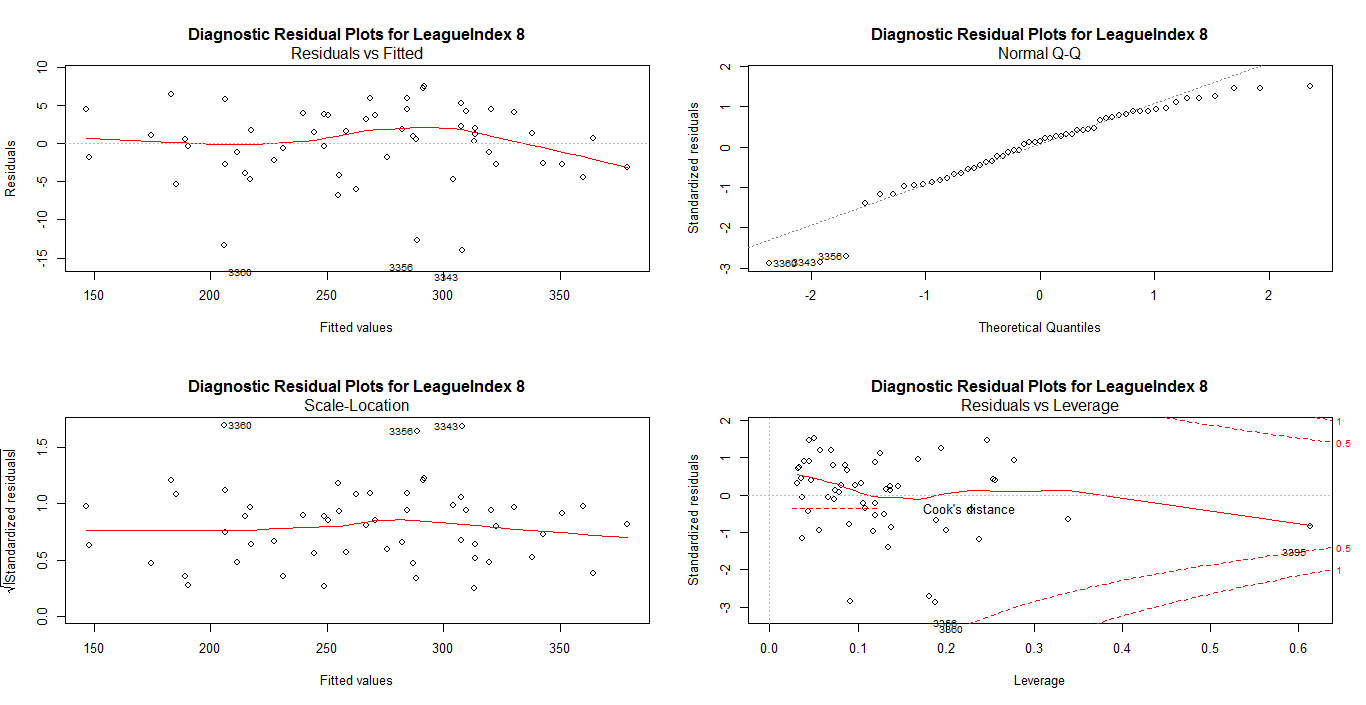 Diagnostic Residual Plots for LeagueIndex 8
Residuals vs Fitted
Residuals
10
5
0
-5
-10
-15
3360
3356
3343
150 200 250 300 350
Fitted values
Diagnostic Residual Plots for LeagueIndex 8
Normal Q-Q
Standardized residuals
2
1
0
-1
-2
-3
3360 3343 3356
-2 -1 0 1 2
Theoretical Quantiles
Diagnostic Residual Plots for LeagueIndex 8
Scale-Location
√|Standardized residuals|
1.5
1.0
0.5
0.0
3360
3356
3343
150 200 250 300 350
Fitted values
Diagnostic Residual Plots for LeagueIndex 8
Residuals vs Leverage
Standardized residuals
2
1
0
-1
-2
-3
1
0.5
Cook's distance
3395
0.5
1
3356
3360
0.0 0.1 0.2 0.3 0.4 0.5 0.6
Leverage